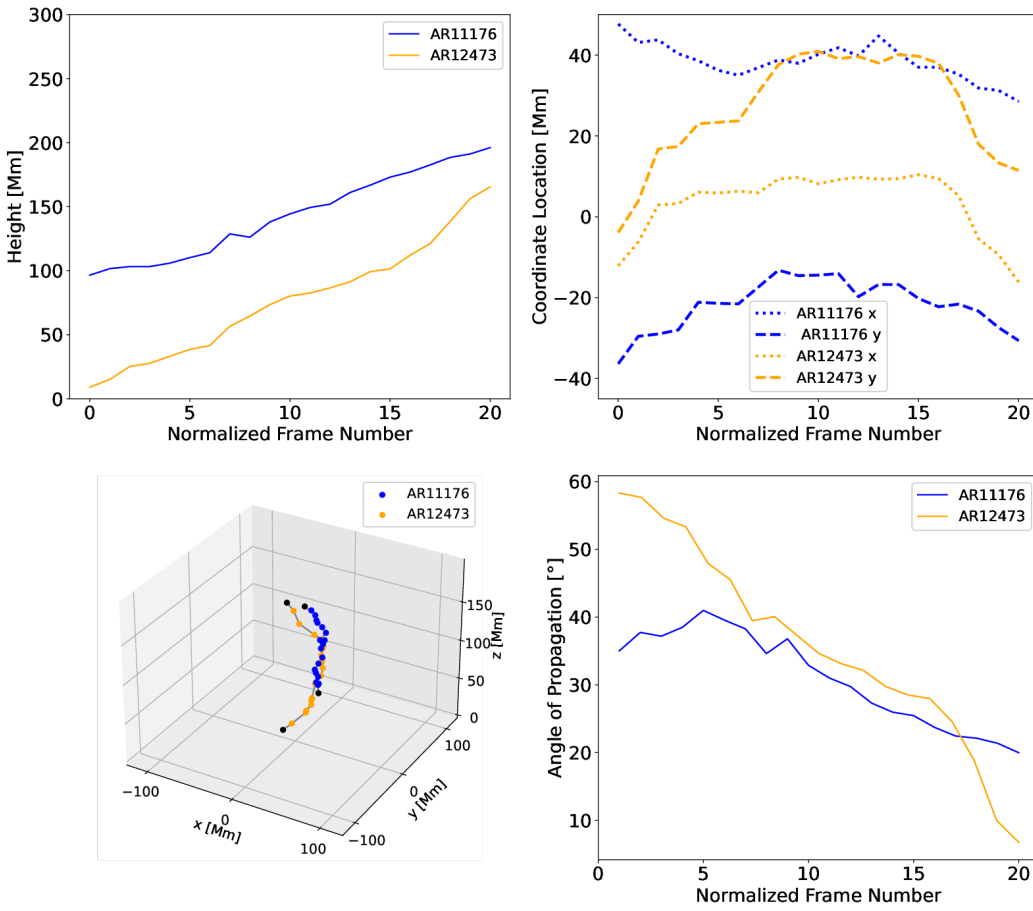 300
250
200
150
100
50
0
Height [Mm]
0 5 10 15 20
Normalized Frame Number
AR11176
AR12473
40
20
0
−20
−40
Coordinate Location [Mm]
AR11176 x
AR11176 y
AR12473 x
AR12473 y
0 5 10 15 20
Normalized Frame Number
AR11176
AR12473
150
100
50
0
z [Mm]
−100
0
100
x [Mm]
−100
0
100
y [Mm]
60
50
40
30
20
10
Angle of Propagation [°]
AR11176
AR12473
0 5 10 15 20
Normalized Frame Number